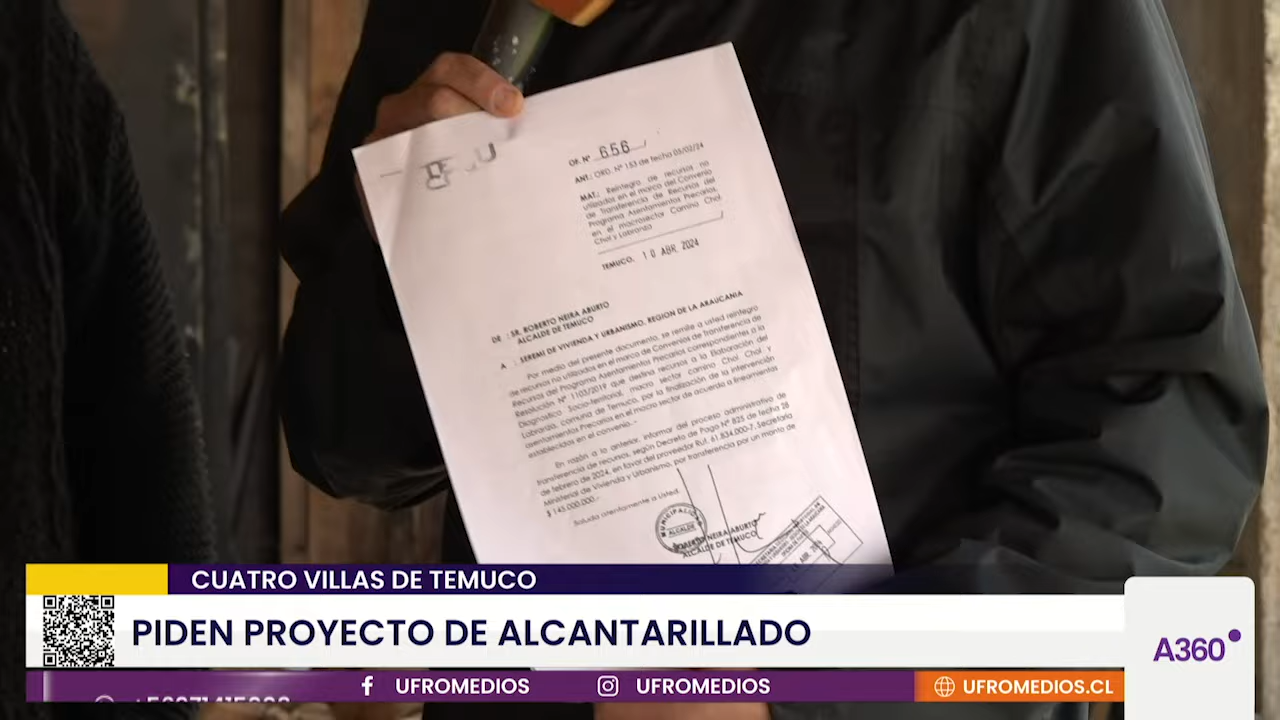 OF. Nº 656
ANT.: ORD. Nº 153 de fecha 05/02/24
MAT.: Reintegro de recursos no
utilizados en el marco del Convenio
de Transferencia de Recursos del
Programa Asentamientos Precarios,
en el macrosector Camino Chol
Chol y Labranza
TEMUCO, 10 ABR 2024
DE : SR. ROBERTO NEIRA ABURTO
ALCALDE DE TEMUCO
A : SEREMI DE VIVIENDA Y URBANISMO, REGION DE LA ARAUCANIA
Por medio del presente documento, se remite a usted reintegro
de recursos no utilizados en el marco de Convenios de Transferencia de
Recursos del Programa Asentamientos Precarios correspondientes a la
Resolución Nº 1103/2019 que destina recursos a la Elaboración del
Diagnostico Socio-territorial, macro sector camino Chol Chol y
Labranza, comuna de Temuco, por la finalización de la intervención
asentamientos Precarios en el macro sector de acuerdo a lineamientos
establecidos en el convenio.-
En razón a lo anterior, informar del proceso administrativo de
transferencia de recursos, según Decreto de Pago Nº 825 de fecha 28
de febrero de 2024, en favor del proveedor Rut. 61.834.000-7, Secretaría
Ministerial de Vivienda y Urbanismo, por transferencia por un monto de
$ 145.000.000.-
Saluda atentamente a Usted.
MUNICIPALIDAD
ALCALDE
ROBERTO NEIRA ABURTO
ALCALDE DE TEMUCO
CUATRO VILLAS DE TEMUCO
PIDEN PROYECTO DE ALCANTARILLADO
A360
UFROMEDIOS
UFROMEDIOS
UFROMEDIOS.CL